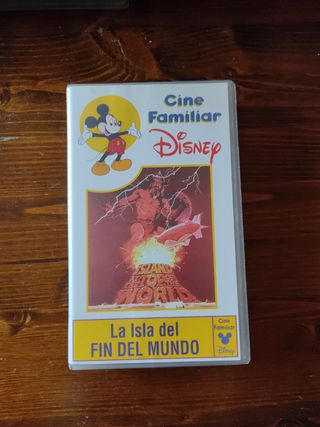 Cine
Familiar
Disney
ISLAND
AT THE TOP
OF THE
WORLD
La Isla del
FIN DEL MUNDO
Cine
Familiar
Disney